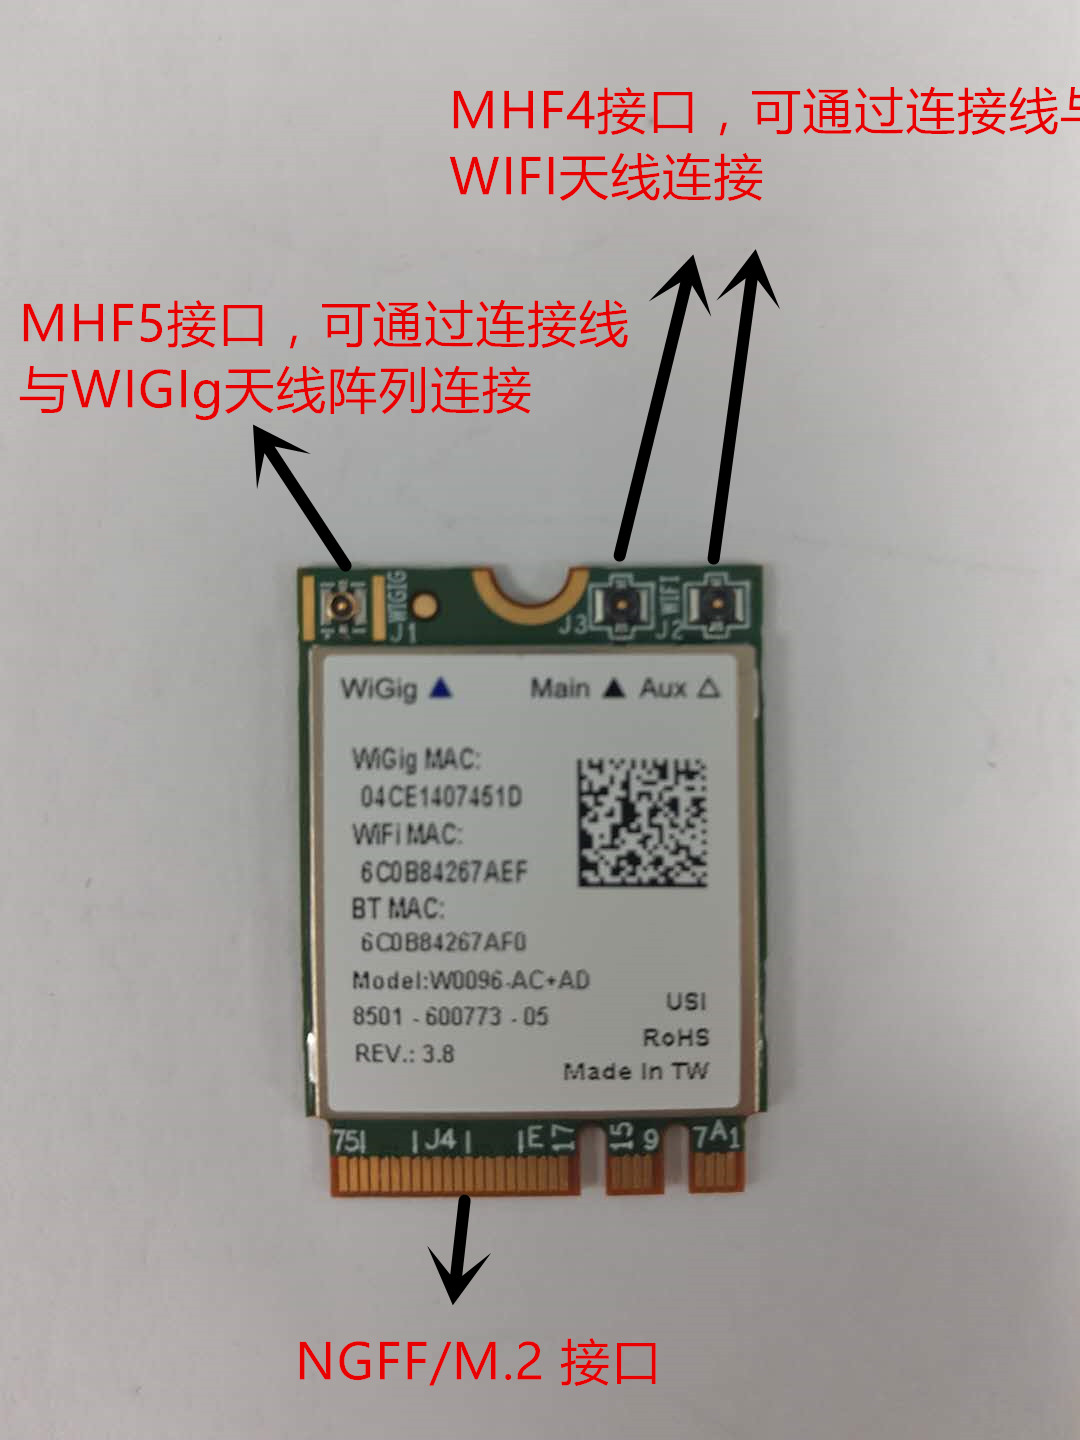 MHF4接口，可通过连接线与
WIFI天线连接
MHF5接口，可通过连接线
与WIGIg天线阵列连接
WIGIG
J1
J3
WIFI
J2
WiGig
Main
Aux
WiGig MAC:
04CE1407451D
WiFi MAC:
6C0B84267AEF
BT MAC:
6C0B84267AF0
Model:W0096-AC+AD
8501 - 600773 - 05
REV.: 3.8
USI
RoHS
Made In TW
75 J4 E 17 15 9 7 A 1
NGFF/M.2 接口